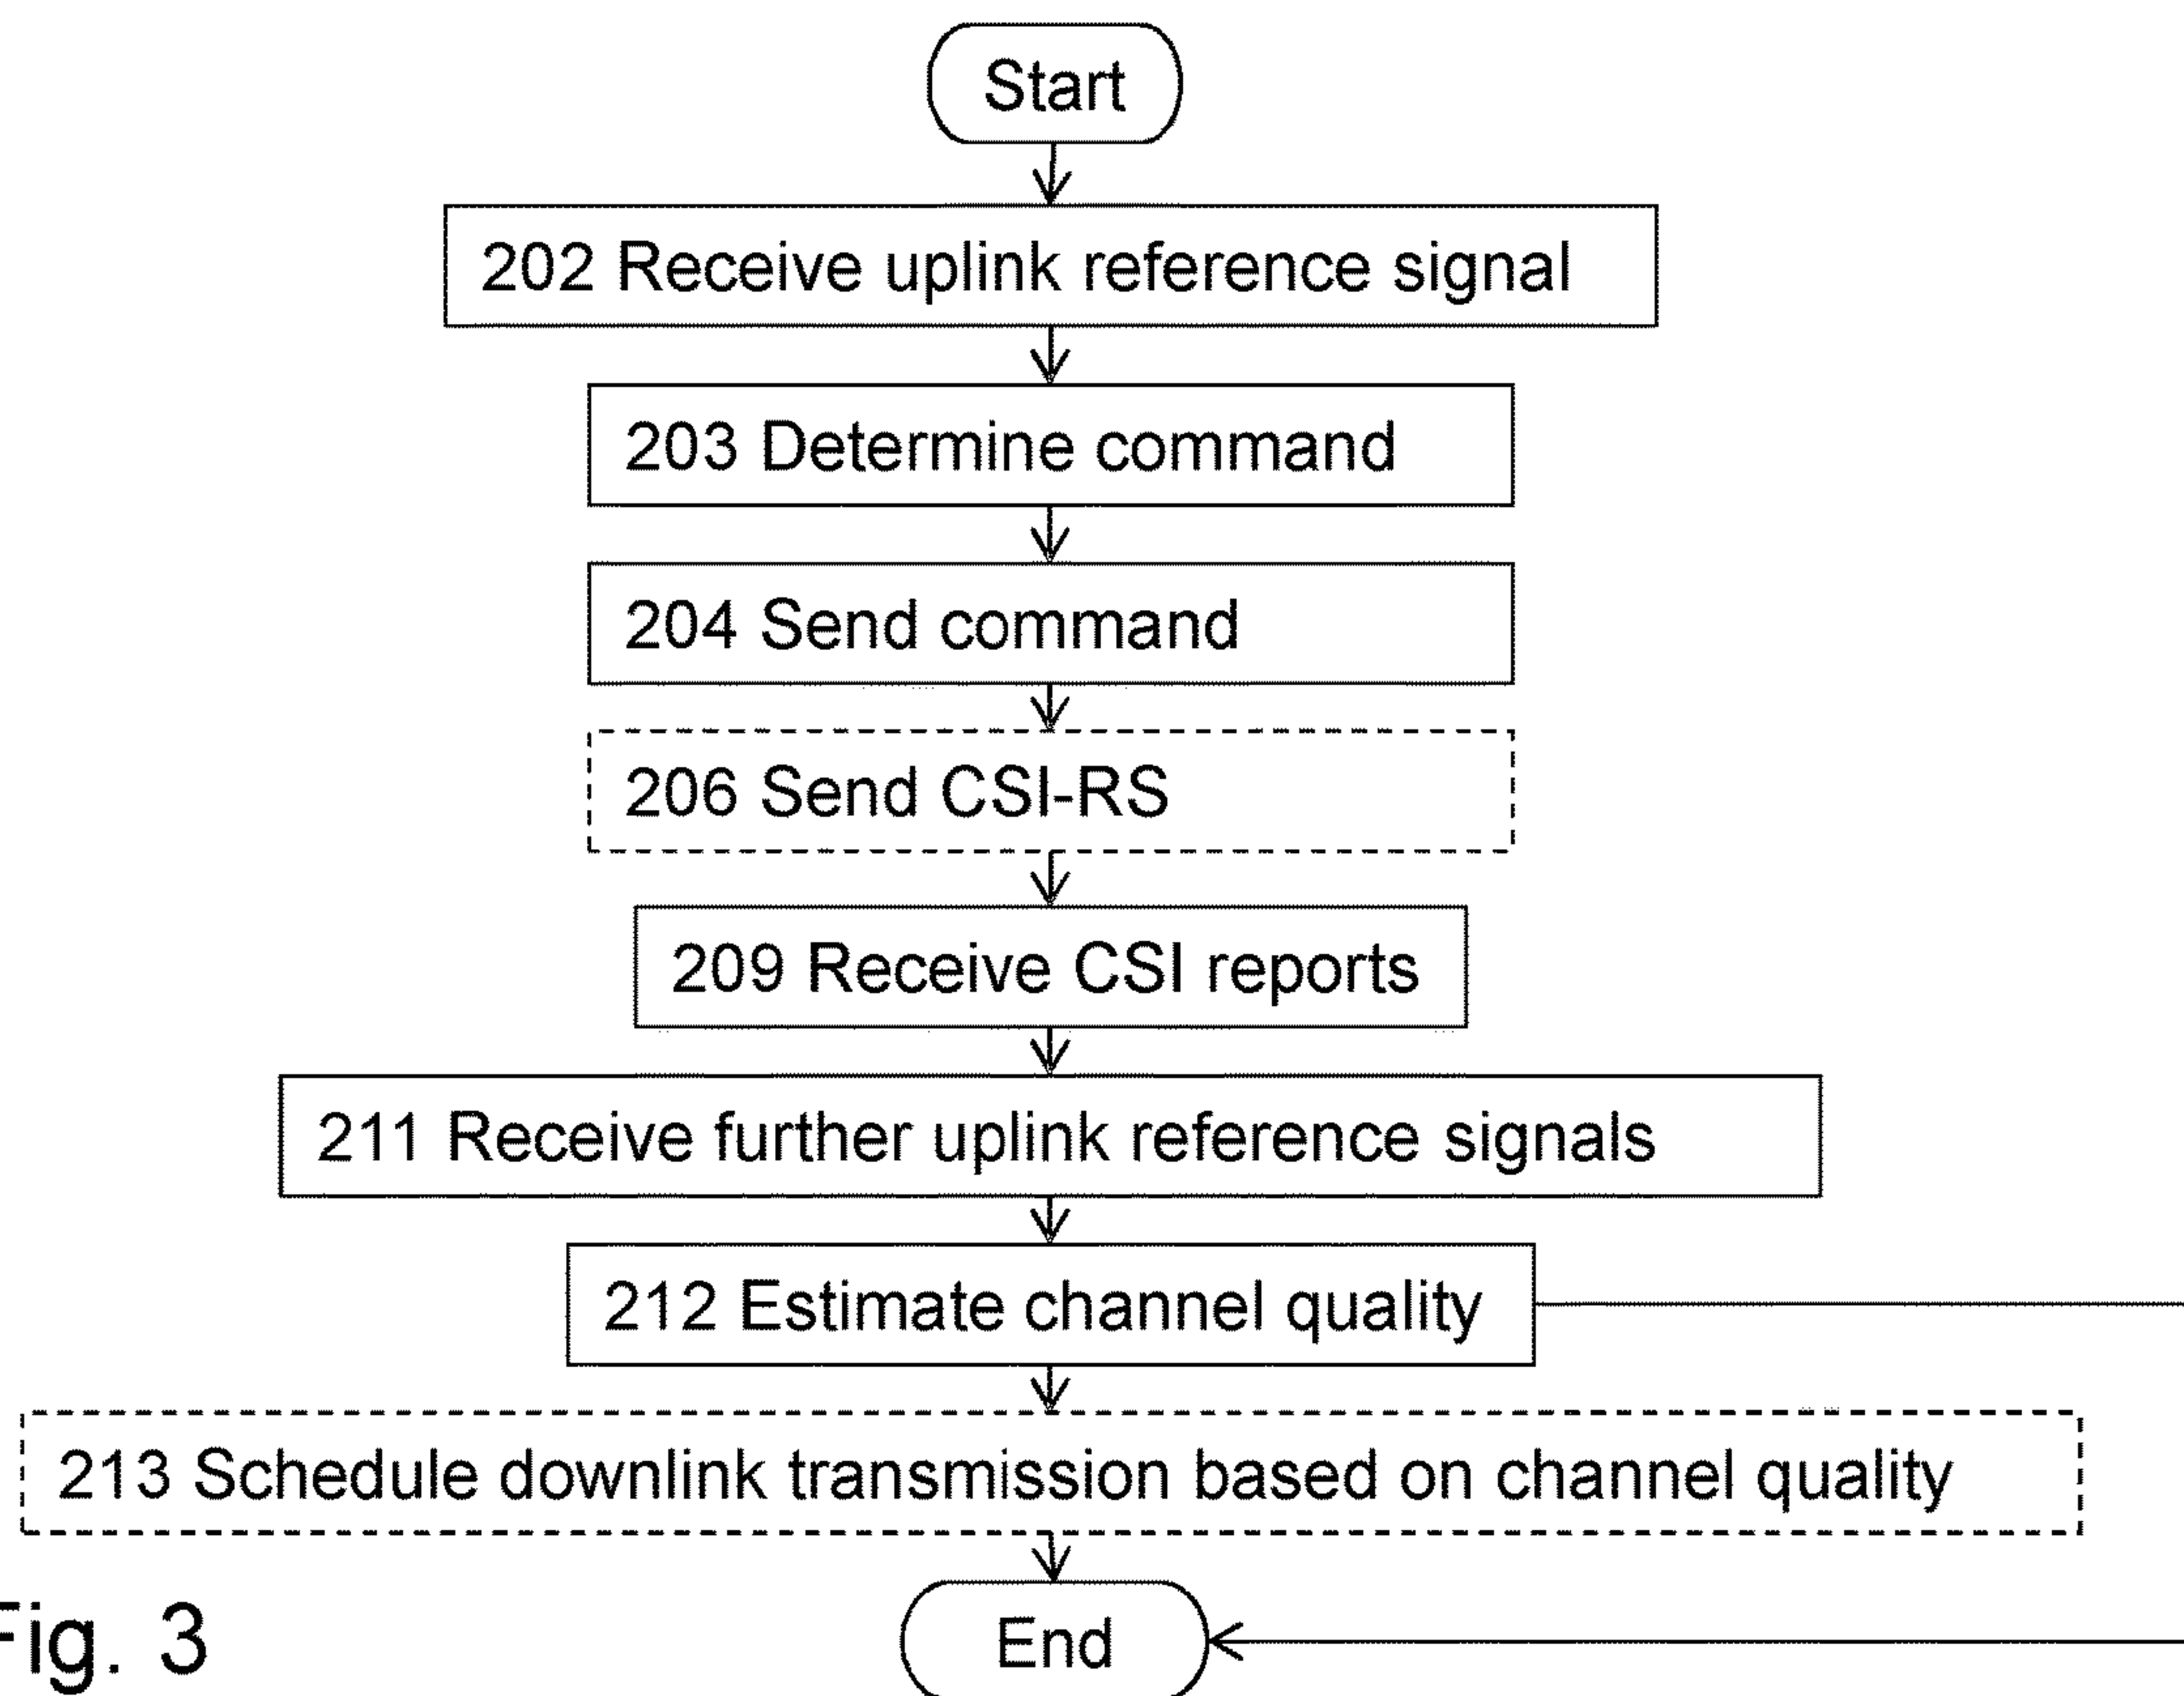 Start
202 Receive uplink reference signal
203 Determine command
204 Send command
206 Send CSI-RS
209 Receive CSI reports
211 Receive further uplink reference signals
212 Estimate channel quality
213 Schedule downlink transmission based on channel quality
End
Fig. 3